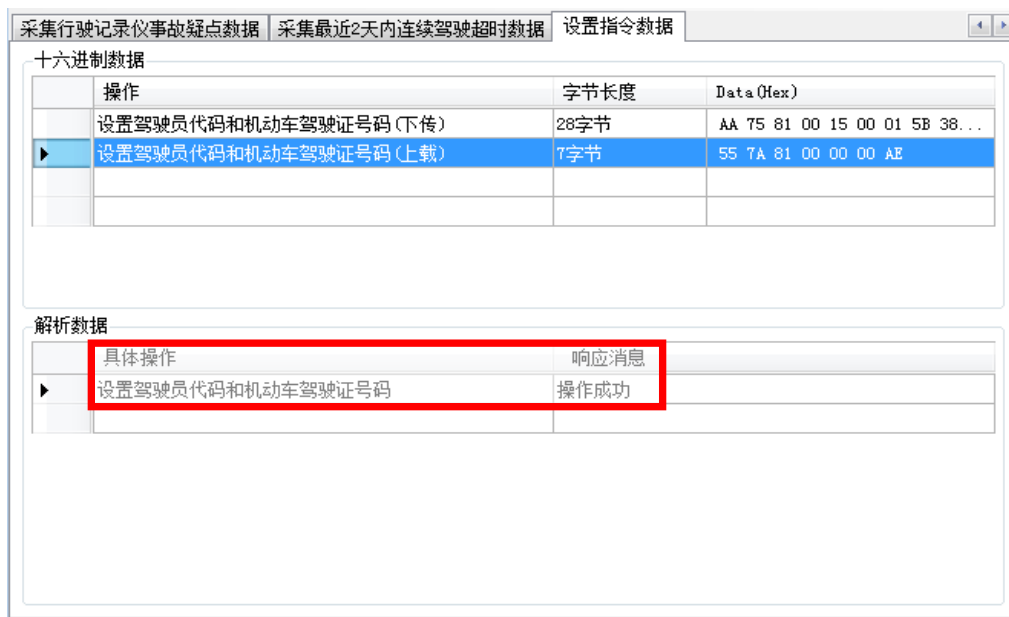 采集行驶记录仪事故疑点数据 采集最近2天内连续驾驶超时数据 设置指令数据
十六进制数据
操作 字节长度 Data(Hex)
设置驾驶员代码和机动车驾驶证号码(下传) 28字节 AA 75 81 00 15 00 01 5B 38...
设置驾驶员代码和机动车驾驶证号码(上载) 7字节 55 7A 81 00 00 00 AE
解析数据
具体操作 响应消息
设置驾驶员代码和机动车驾驶证号码 操作成功